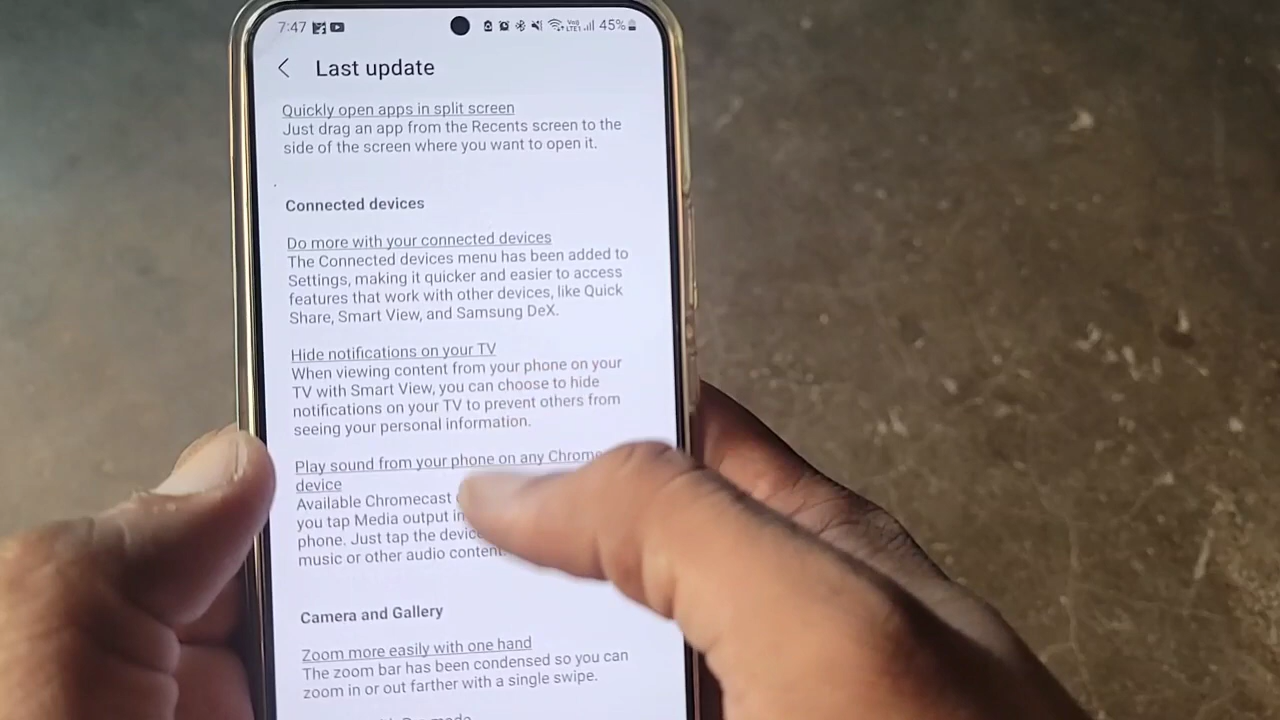 7:47 45%
Last update
Quickly open apps in split screen
Just drag an app from the Recents screen to the
side of the screen where you want to open it.
Connected devices
Do more with your connected devices
The Connected devices menu has been added to
Settings, making it quicker and easier to access
features that work with other devices, like Quick
Share, Smart View, and Samsung DeX.
Hide notifications on your TV
When viewing content from your phone on your
TV with Smart View, you can choose to hide
notifications on your TV to prevent others from
seeing your personal information.
Play sound from your phone on any Chrome
device
Available Chromecast
you tap Media output in
phone. Just tap the device
music or other audio content
Camera and Gallery
Zoom more easily with one hand
The zoom bar has been condensed so you can
zoom in or out farther with a single swipe.